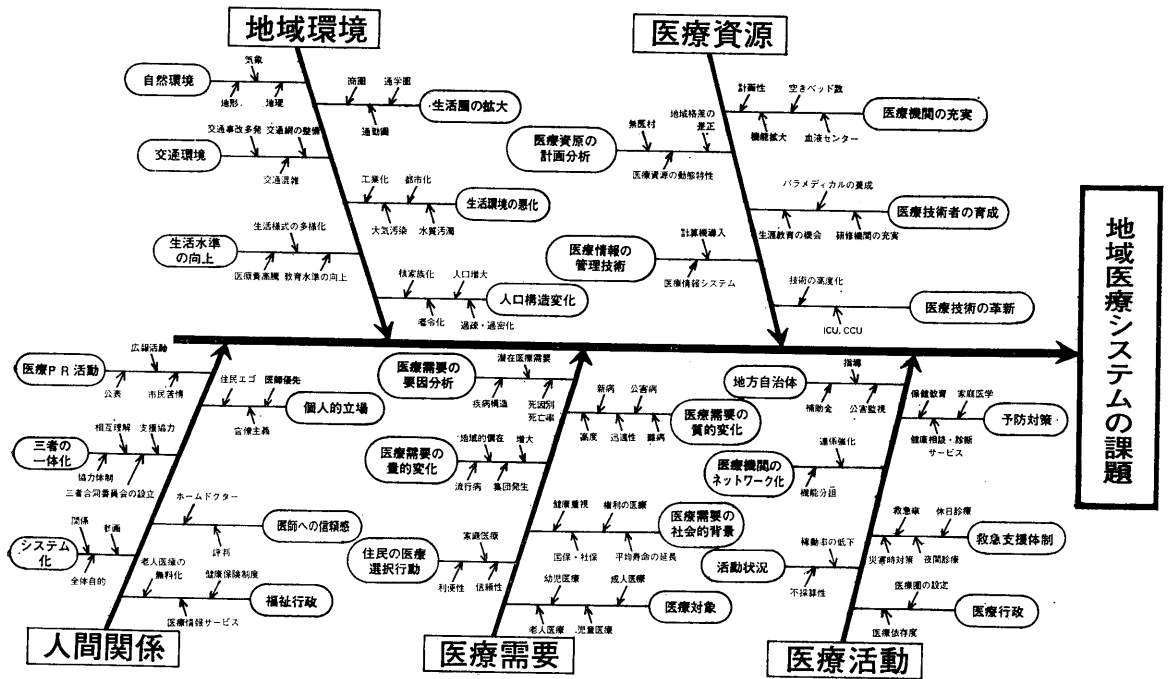 地域環境
自然環境
気象
地形
地理
商圏
通学圏
通勤圏
生活圏の拡大
交通環境
交通事故多発
交通網の整備
交通混雑
工業化
都市化
大気汚染
水質汚濁
生活環境の悪化
生活水準
の向上
生活様式の多様化
医療費高騰
教育水準の向上
核家族化
人口増大
老令化
過疎・過密化
人口構造変化
医療資源
計画性
空きベッド数
機能拡大
血液センター
医療機関の充実
医療資原の
計画分析
無医村
地域格差の
是正
医療資源の動態特性
パラメディカルの養成
生涯教育の機会
研修機関の充実
医療技術者の育成
医療情報の
管理技術
計算機導入
医療情報システム
技術の高度化
ICU, CCU
医療技術の革新
地域医療システムの課題
医療PR活動
広報活動
公表
市民苦情
住民エゴ
医師優先
官僚主義
個人的立場
三者の
一体化
相互理解
支援協力
協力体制
三者合同委員会の設立
ホームドクター
評判
医師への信頼感
システム
化
関係
参画
全体目的
老人医療の
無料化
健康保険制度
医療情報サービス
福祉行政
人間関係
医療需要の
要因分析
潜在医療需要
疾病構造
死因別
死亡率
新病
公害病
高度
迅速性
難病
医療需要の
質的変化
医療需要の
量的変化
地域的偏在
増大
流行病
集団発生
健康重視
権利の医療
国保・社保
平均寿命の延長
医療需要の
社会的背景
住民の医療
選択行動
家庭医療
利便性
信頼性
幼児医療
成人医療
老人医療
児童医療
医療対象
医療需要
地方自治体
指導
補助金
公害監視
保健教育
家庭医学
健康相談・診断
サービス
予防対策
医療機関の
ネットワーク化
連係強化
機能分担
救急車
休日診療
災害時対策
夜間診療
救急支援体制
活動状況
稼動率の低下
不採算性
医療圏の設定
医療依存度
医療行政
医療活動